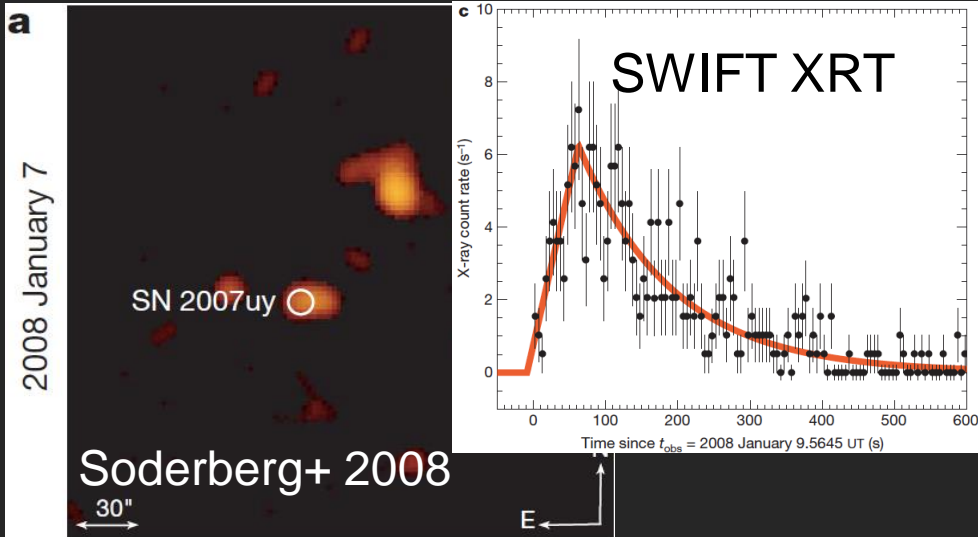 a
2008 January 7
SN 2007uy
Soderberg+ 2008
30"
N
E
c
SWIFT XRT
X-ray count rate (s⁻¹)
10
8
6
4
2
0
0 100 200 300 400 500 600
Time since t_obs = 2008 January 9.5645 UT (s)